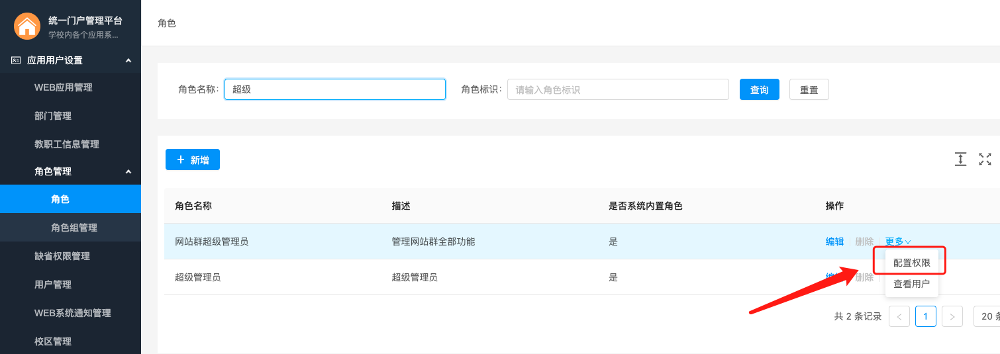 统一门户管理平台
学校内各个应用系...
应用用户设置
WEB应用管理
部门管理
教职工信息管理
角色管理
角色
角色组管理
缺省权限管理
用户管理
WEB系统通知管理
校区管理
角色
角色名称: 超级 角色标识: 请输入角色标识 查询 重置
+ 新增
角色名称 描述 是否系统内置角色 操作
网站群超级管理员 管理网站群全部功能 是 编辑 删除 更多
配置权限
超级管理员 超级管理员 是 删除
查看用户
共 2 条记录 < 1 > 20